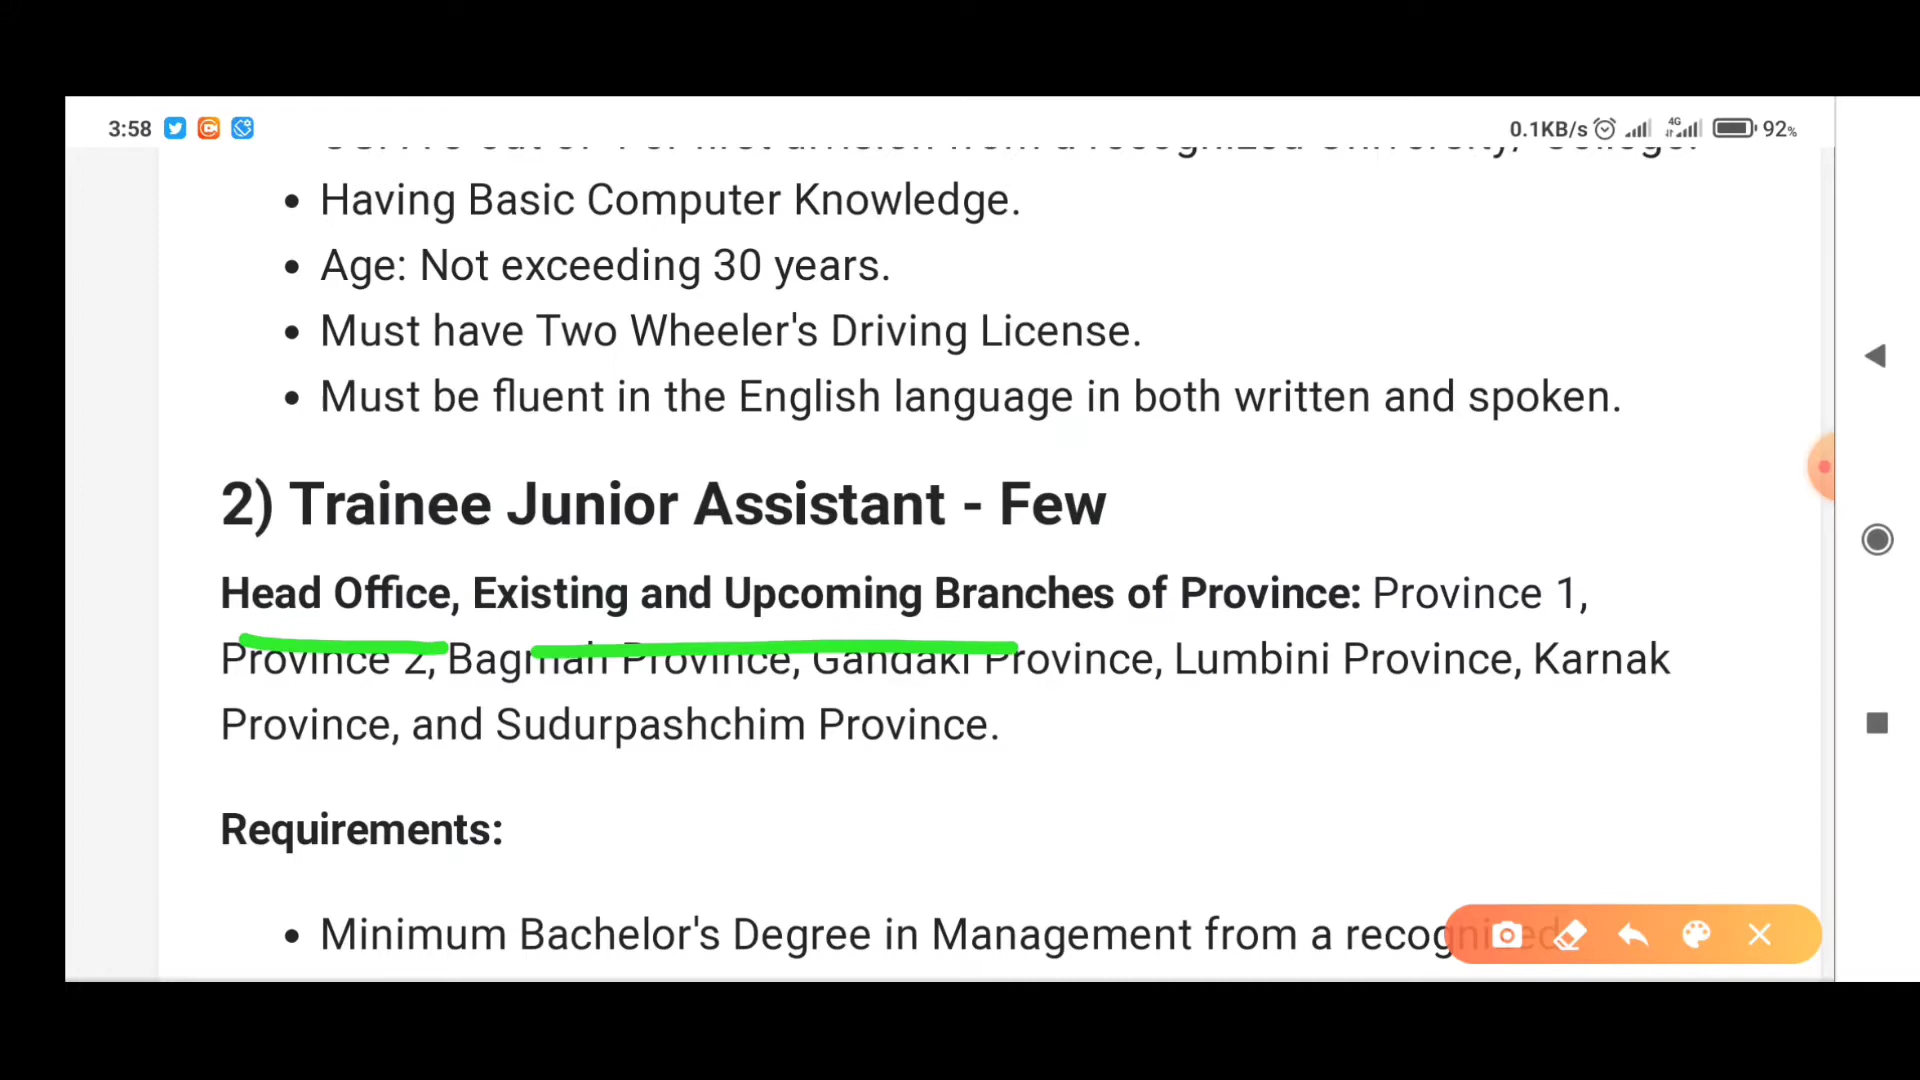 3:58 0.1KB/s 4G 92%
Having Basic Computer Knowledge.
Age: Not exceeding 30 years.
Must have Two Wheeler's Driving License.
Must be fluent in the English language in both written and spoken.
2) Trainee Junior Assistant - Few
Head Office, Existing and Upcoming Branches of Province: Province 1,
Province 2, Bagmah Province, Gandaki Province, Lumbini Province, Karnak
Province, and Sudurpashchim Province.
Requirements:
Minimum Bachelor's Degree in Management from a recognized